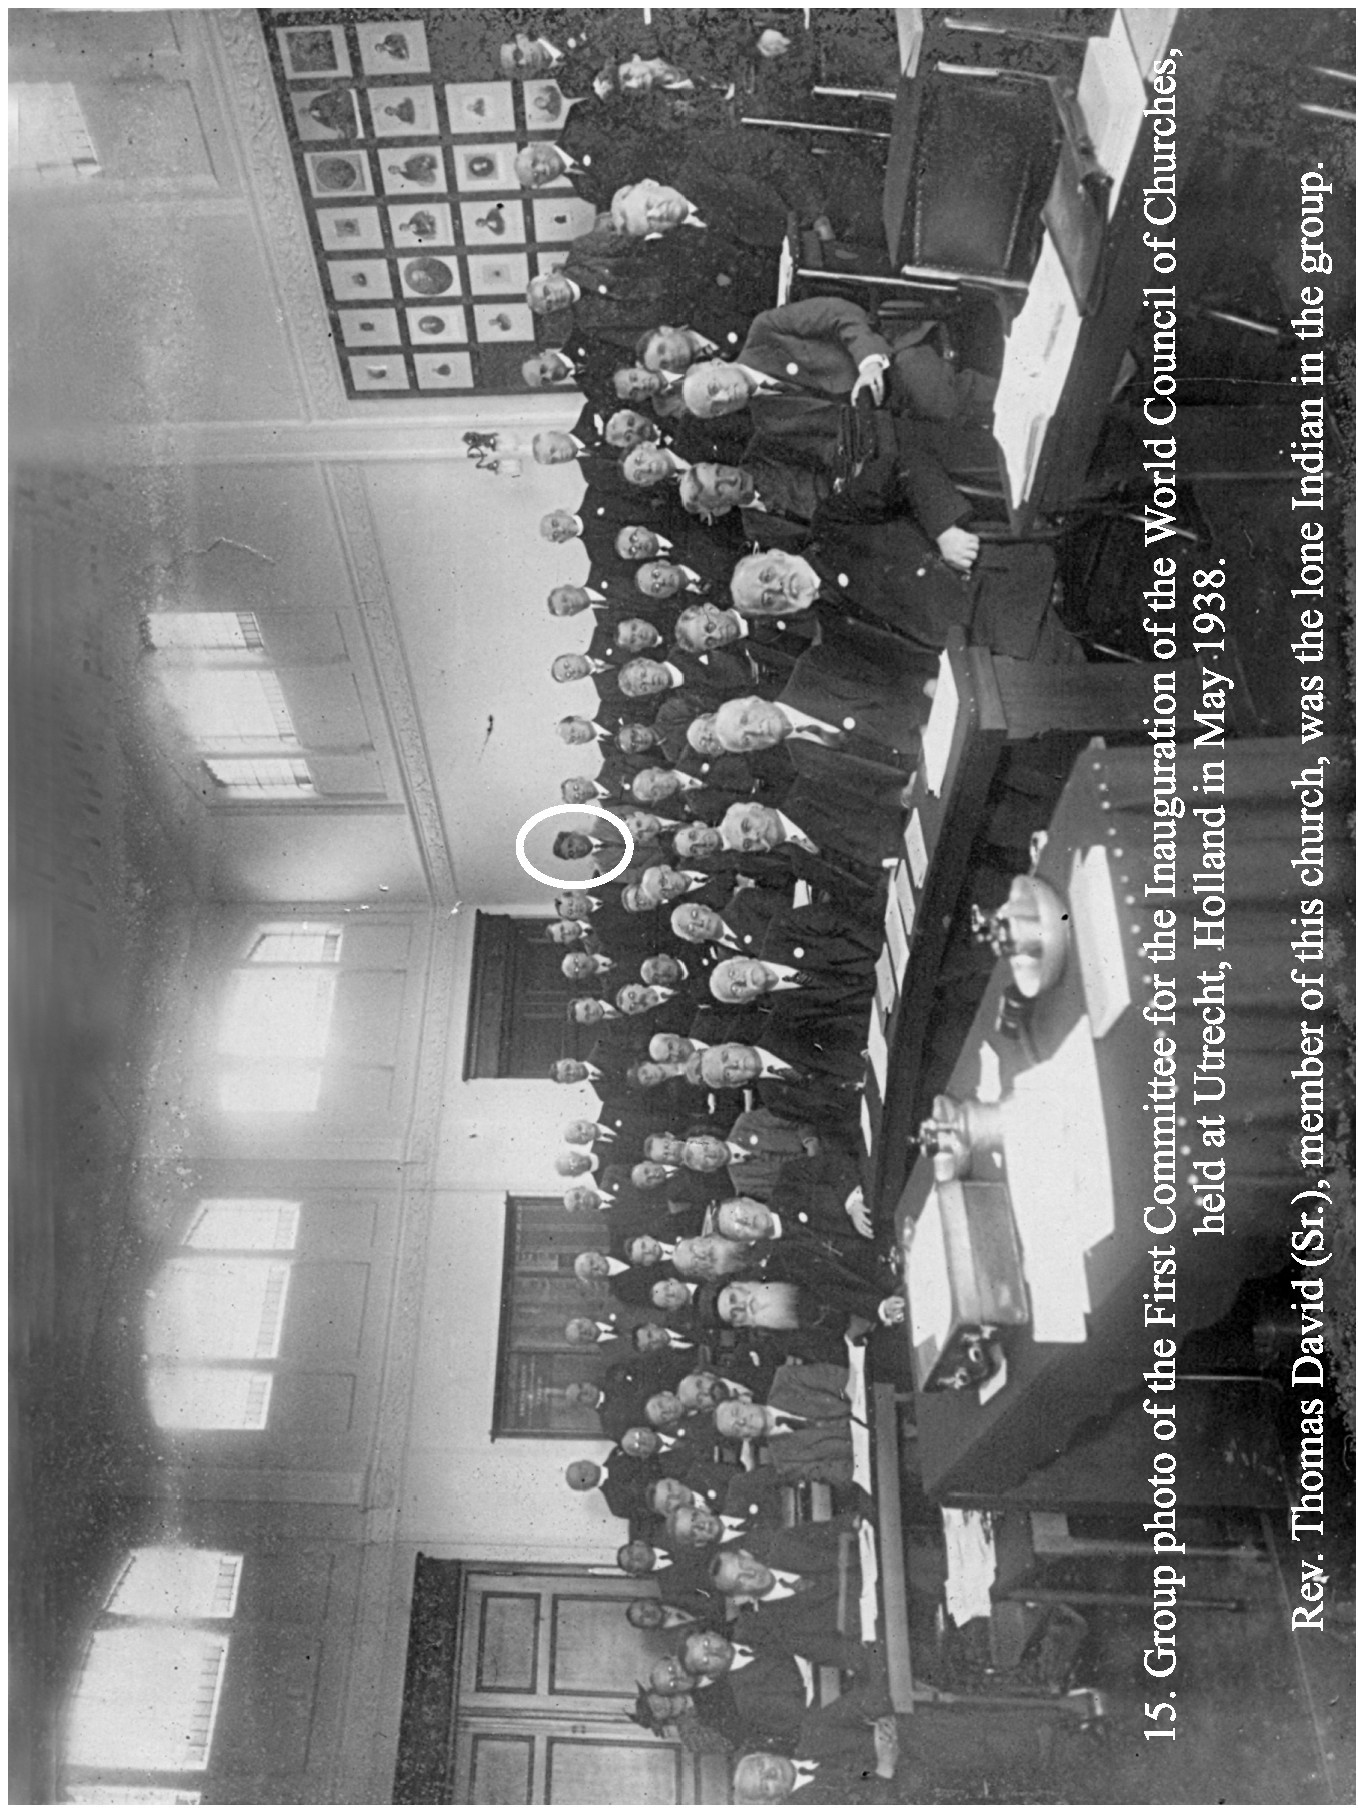 15. Group photo of the First Committee for the Inauguration of the World Council of Churches,
held at Utrecht, Holland in May 1938.
Rev. Thomas David (Sr.), member of this church, was the lone Indian in the group.